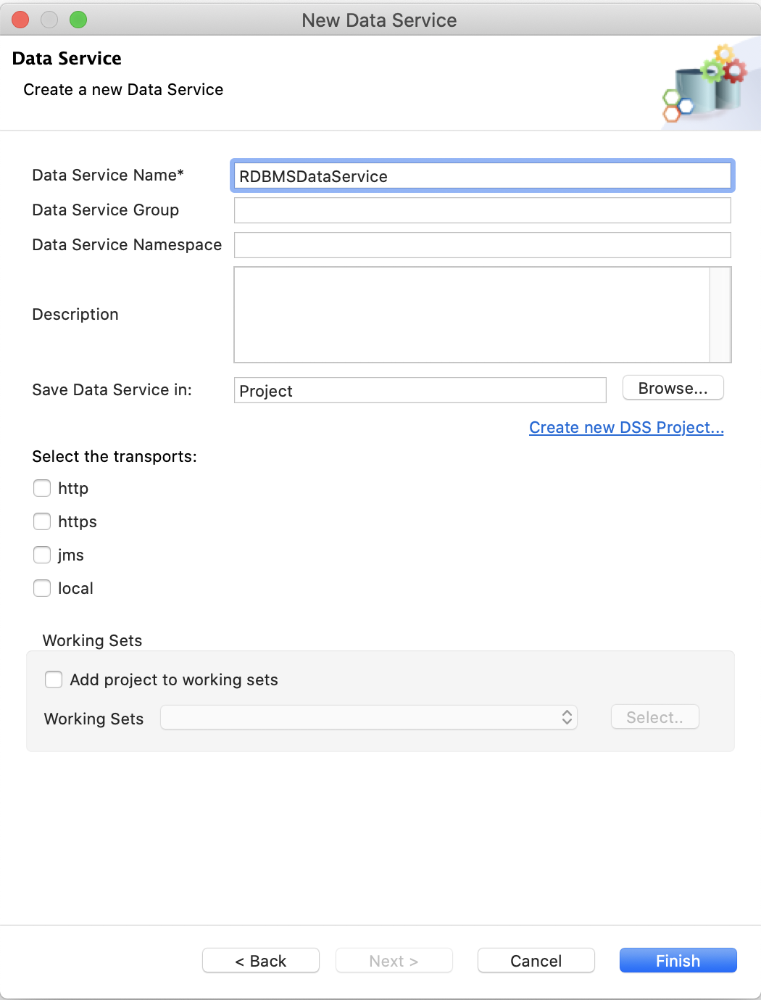 New Data Service
Data Service
Create a new Data Service
Data Service Name* RDBMSDataService
Data Service Group
Data Service Namespace
Description
Save Data Service in: Project Browse...
Create new DSS Project...
Select the transports:
http
https
jms
local
Working Sets
Add project to working sets
Working Sets Select..
< Back Next > Cancel Finish